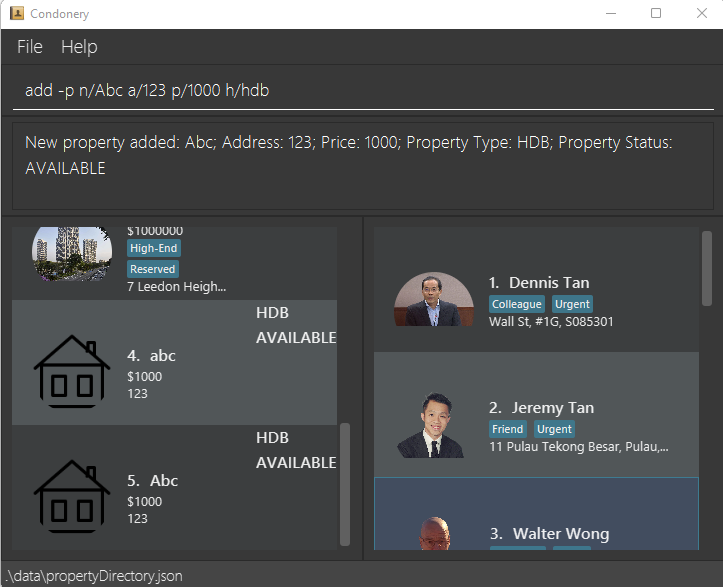 Condonery
File Help
add -p n/Abc a/123 p/1000 h/hdb
New property added: Abc; Address: 123; Price: 1000; Property Type: HDB; Property Status:
AVAILABLE
$1000000
High-End
Reserved
7 Leedon Heigh...
HDB
AVAILABLE
4. abc
$1000
123
HDB
AVAILABLE
5. Abc
$1000
123
1. Dennis Tan
Colleague Urgent
Wall St, #1G, S085301
2. Jeremy Tan
Friend Urgent
11 Pulau Tekong Besar, Pulau,...
3. Walter Wong
.\data\propertyDirectory.json